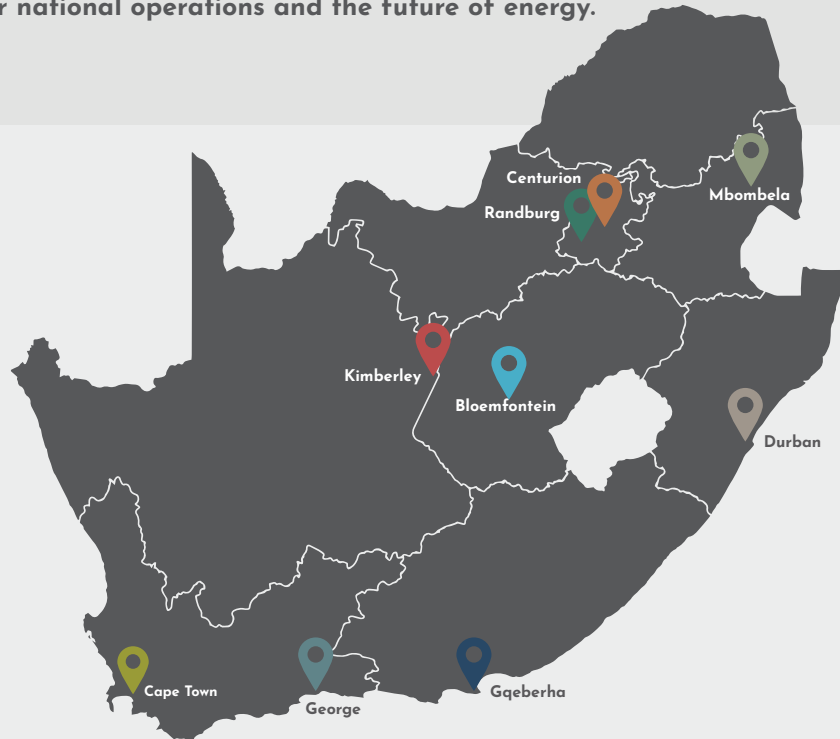 r national operations and the future of energy.
Centurion
Mbombela
Randburg
Kimberley
Bloemfontein
Durban
Cape Town
Gqeberha
George